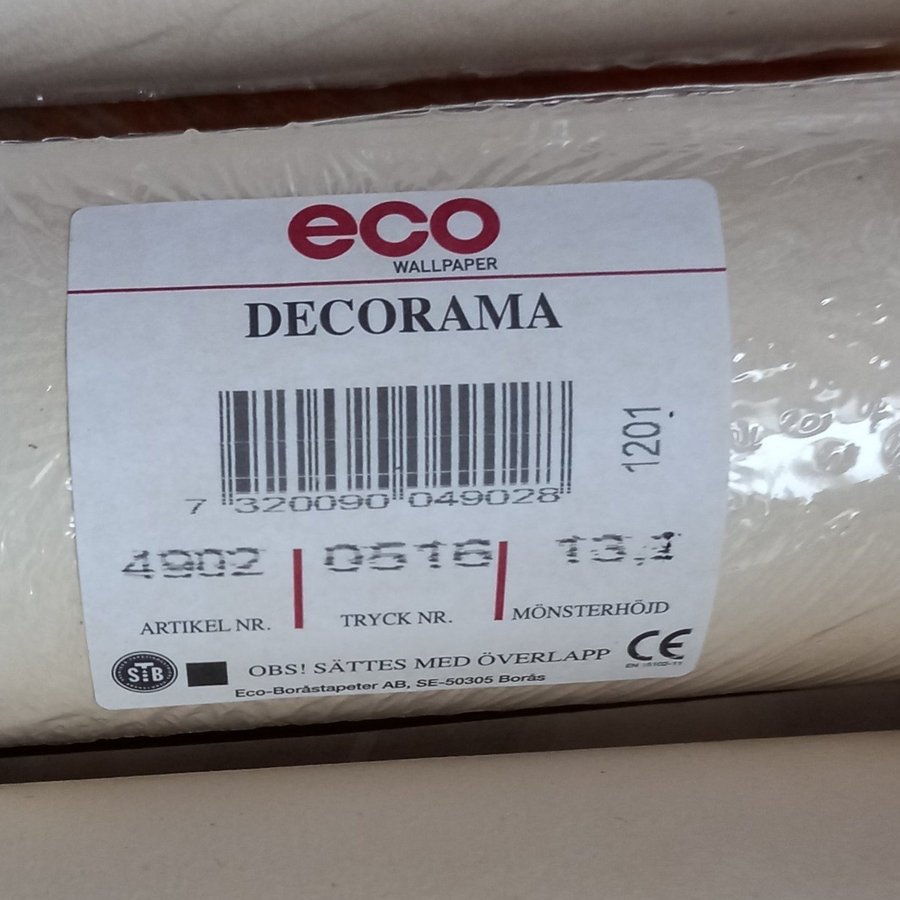 eco
WALLPAPER
DECORAMA
1201
7 320090 049028
4902 0516
ARTIKEL NR. TRYCK NR. MÖNSTERHÖJD
STB OBS! SÄTTES MED ÖVERLAPP CE
Eco-Boråstapeter AB, SE-50305 Borås